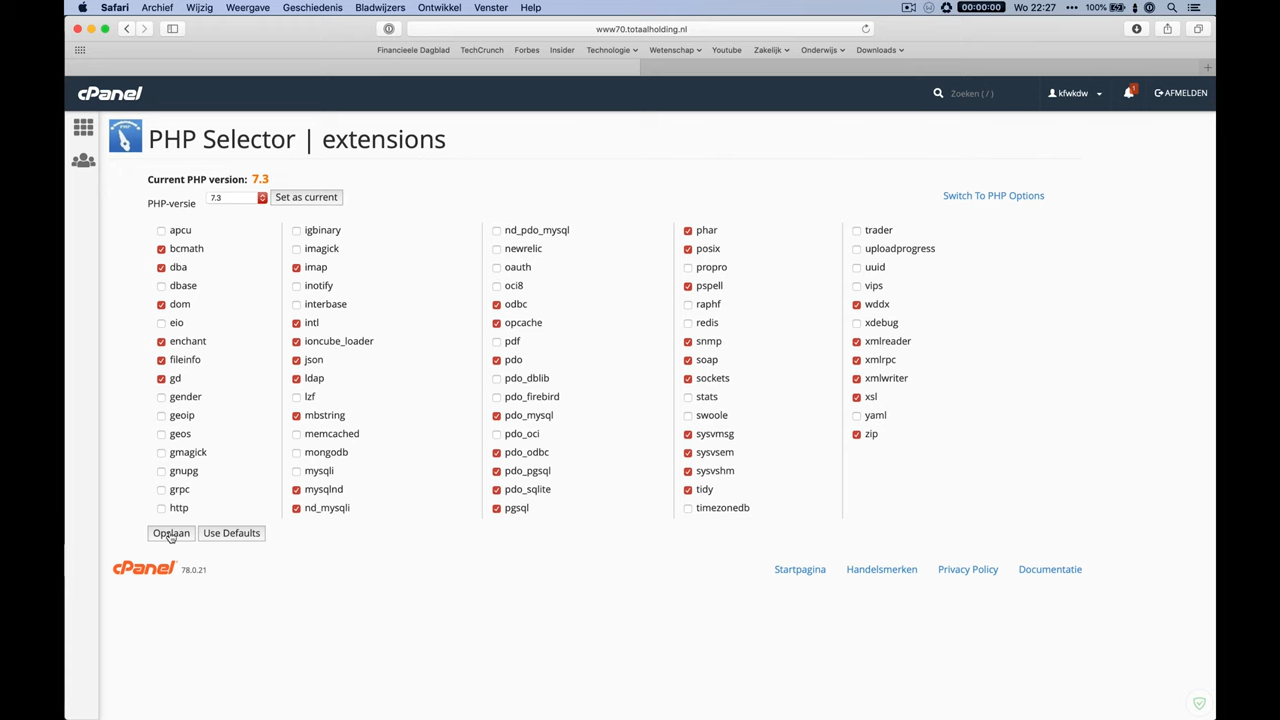 Safari Archief Wijzig Weergave Geschiedenis Bladwijzers Ontwikkel Venster Help 00:00:00 100% Wo 22:27
www70.totaalholding.nl
Financieele Dagblad TechCrunch Forbes Insider Technologie Wetenschap Youtube Zakelijk Onderwijs Downloads
cPanel Zoeken ( / ) kfwkdw 1 AFMELDEN
PHP Selector | extensions
Current PHP version: 7.3
PHP-versie 7.3 Set as current Switch To PHP Options
apcu igbinary nd_pdo_mysql phar trader
bcmath imagick newrelic posix uploadprogress
dba imap oauth propro uuid
dbase inotify oci8 pspell vips
dom interbase odbc raphf wddx
eio intl opcache redis xdebug
enchant ioncube_loader pdf snmp xmlreader
fileinfo json pdo soap xmlrpc
gd ldap pdo_dblib sockets xmlwriter
gender lzf pdo_firebird stats xsl
geoip mbstring pdo_mysql swoole yaml
geos memcached pdo_oci sysvmsg zip
gmagick mongodb pdo_odbc sysvsem
gnupg mysqli pdo_pgsql sysvshm
grpc mysqlnd pdo_sqlite tidy
http nd_mysqli pgsql timezonedb
Opslaan Use Defaults
cPanel 78.0.21 Startpagina Handelsmerken Privacy Policy Documentatie